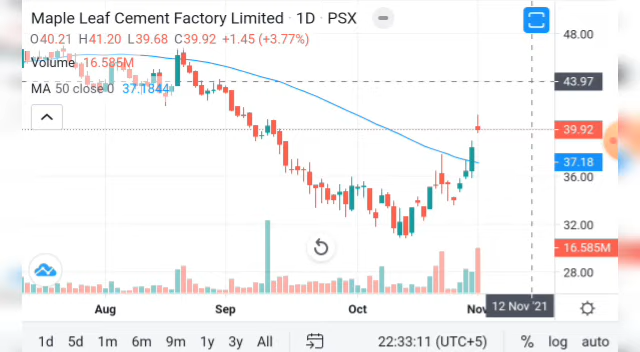 Maple Leaf Cement Factory Limited · 1D · PSX
O40.21 H41.20 L39.68 C39.92 +1.45 (+3.77%)
Volume 16.585M
MA 50 close 0 37.1844
48.00
43.97
39.92
37.18
36.00
32.00
16.585M
28.00
Aug Sep Oct Nov 12 Nov '21
1d 5d 1m 6m 9m 1y 3y All 22:33:11 (UTC+5) % log auto